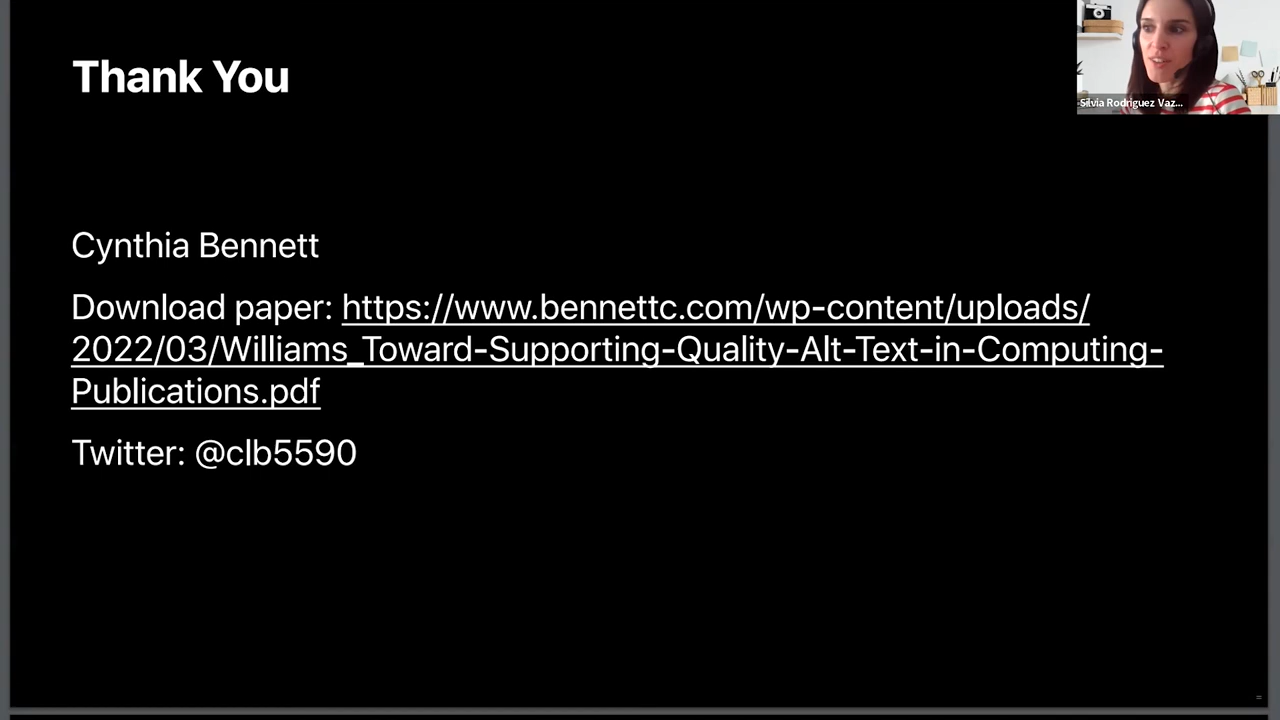 Thank You
Silvia Rodríguez Vaz...
Cynthia Bennett
Download paper: https://www.bennettc.com/wp-content/uploads/
2022/03/Williams_Toward-Supporting-Quality-Alt-Text-in-Computing-
Publications.pdf
Twitter: @clb5590